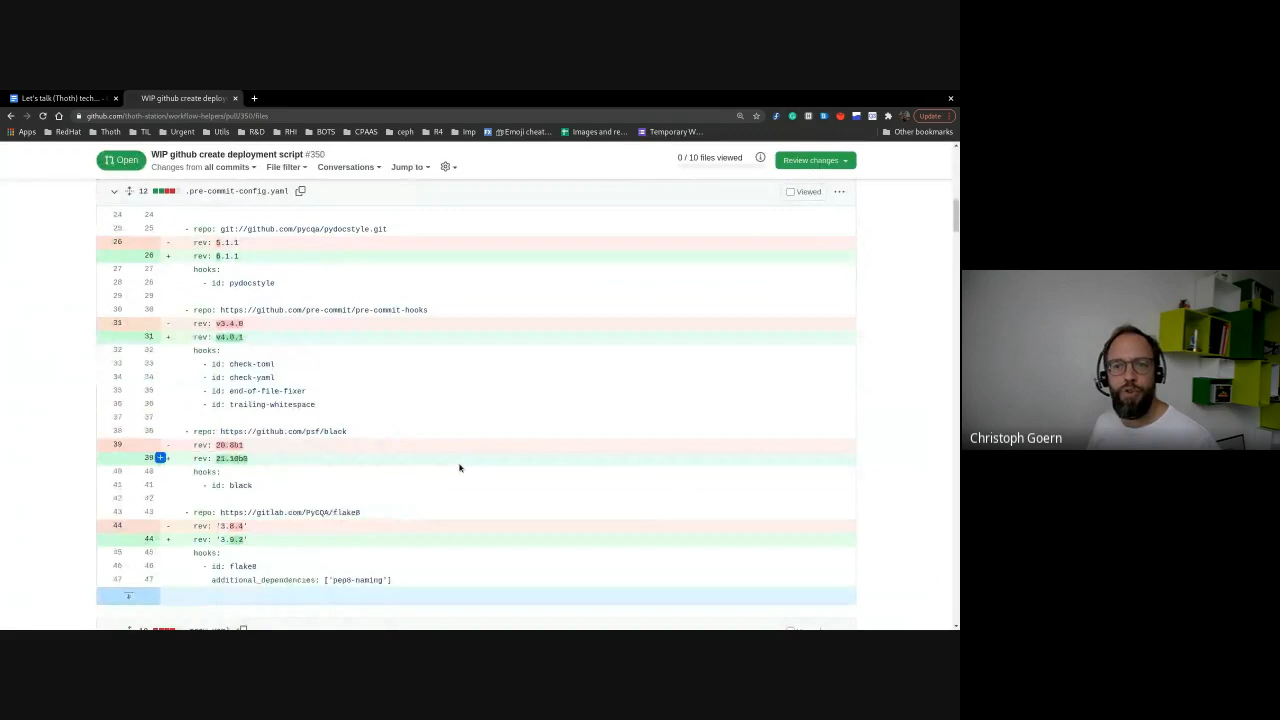 Let's talk (Thoth) tech... -
WIP github create deploy
github.com/thoth-station/workflow-helpers/pull/350/files
Update
Apps RedHat Thoth TIL Urgent Utils R&D RHI BOTS CPAAS ceph R4 imp Emoji cheat... Images and re... Temporary W... Other bookmarks
Open
WIP github create deployment script #350
Changes from all commits File filter Conversations Jump to
0 / 10 files viewed
Review changes
12 .pre-commit-config.yaml
Viewed
24 24
25 25 - repo: git://github.com/pycqa/pydocstyle.git
26 - rev: 5.1.1
26 + rev: 6.1.1
27 27 hooks:
28 28 - id: pydocstyle
29 29
30 30 - repo: https://github.com/pre-commit/pre-commit-hooks
31 - rev: v3.4.0
31 + rev: v4.0.1
32 32 hooks:
33 33 - id: check-toml
34 34 - id: check-yaml
35 35 - id: end-of-file-fixer
36 36 - id: trailing-whitespace
37 37
38 38 - repo: https://github.com/psf/black
39 - rev: 20.8b1
39 + rev: 21.10b0
40 40 hooks:
41 41 - id: black
42 42
43 43 - repo: https://gitlab.com/PyCQA/flake8
44 - rev: '3.8.4'
44 + rev: '3.9.2'
45 45 hooks:
46 46 - id: flake8
47 47 additional_dependencies: ['pep8-naming']
Christoph Goern